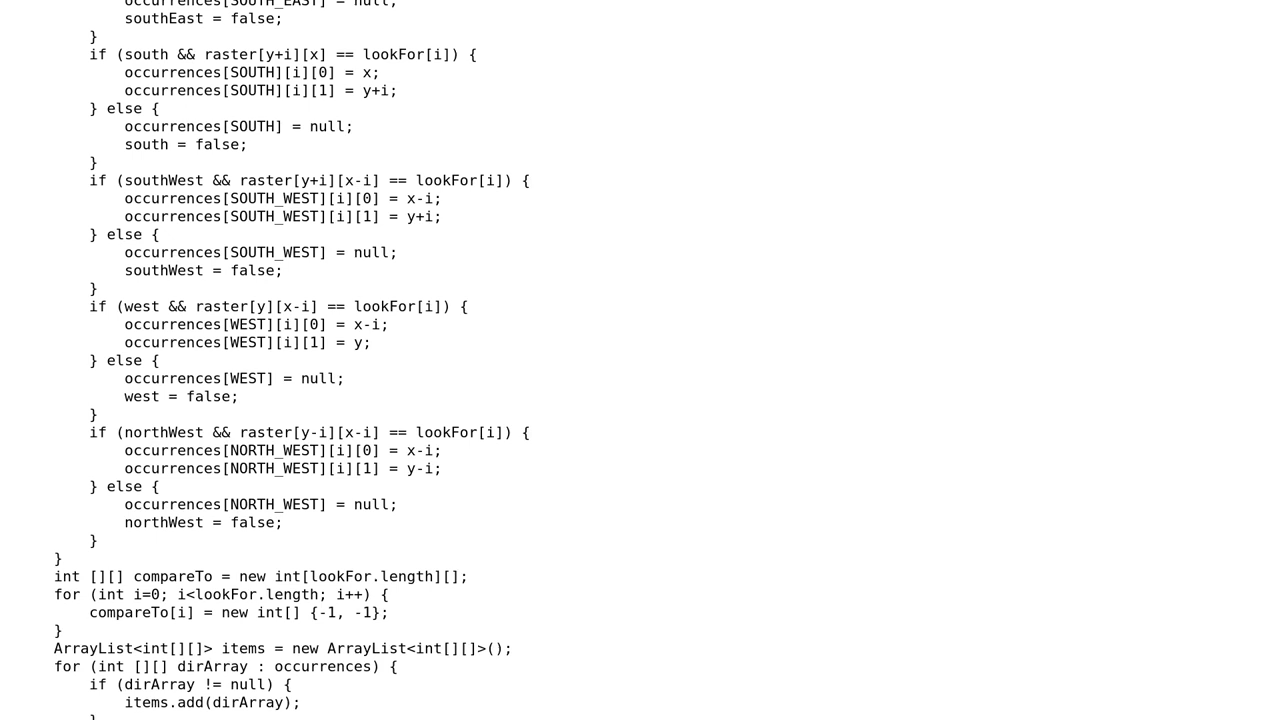 occurrences[SOUTH_EAST] = null;
southEast = false;
}
if (south && raster[y+i][x] == lookFor[i]) {
occurrences[SOUTH][i][0] = x;
occurrences[SOUTH][i][1] = y+i;
} else {
occurrences[SOUTH] = null;
south = false;
}
if (southWest && raster[y+i][x-i] == lookFor[i]) {
occurrences[SOUTH_WEST][i][0] = x-i;
occurrences[SOUTH_WEST][i][1] = y+i;
} else {
occurrences[SOUTH_WEST] = null;
southWest = false;
}
if (west && raster[y][x-i] == lookFor[i]) {
occurrences[WEST][i][0] = x-i;
occurrences[WEST][i][1] = y;
} else {
occurrences[WEST] = null;
west = false;
}
if (northWest && raster[y-i][x-i] == lookFor[i]) {
occurrences[NORTH_WEST][i][0] = x-i;
occurrences[NORTH_WEST][i][1] = y-i;
} else {
occurrences[NORTH_WEST] = null;
northWest = false;
}
}
int [][] compareTo = new int[lookFor.length][];
for (int i=0; i<lookFor.length; i++) {
compareTo[i] = new int[] {-1, -1};
}
ArrayList<int[][]> items = new ArrayList<int[][]>();
for (int [][] dirArray : occurrences) {
if (dirArray != null) {
items.add(dirArray);
}